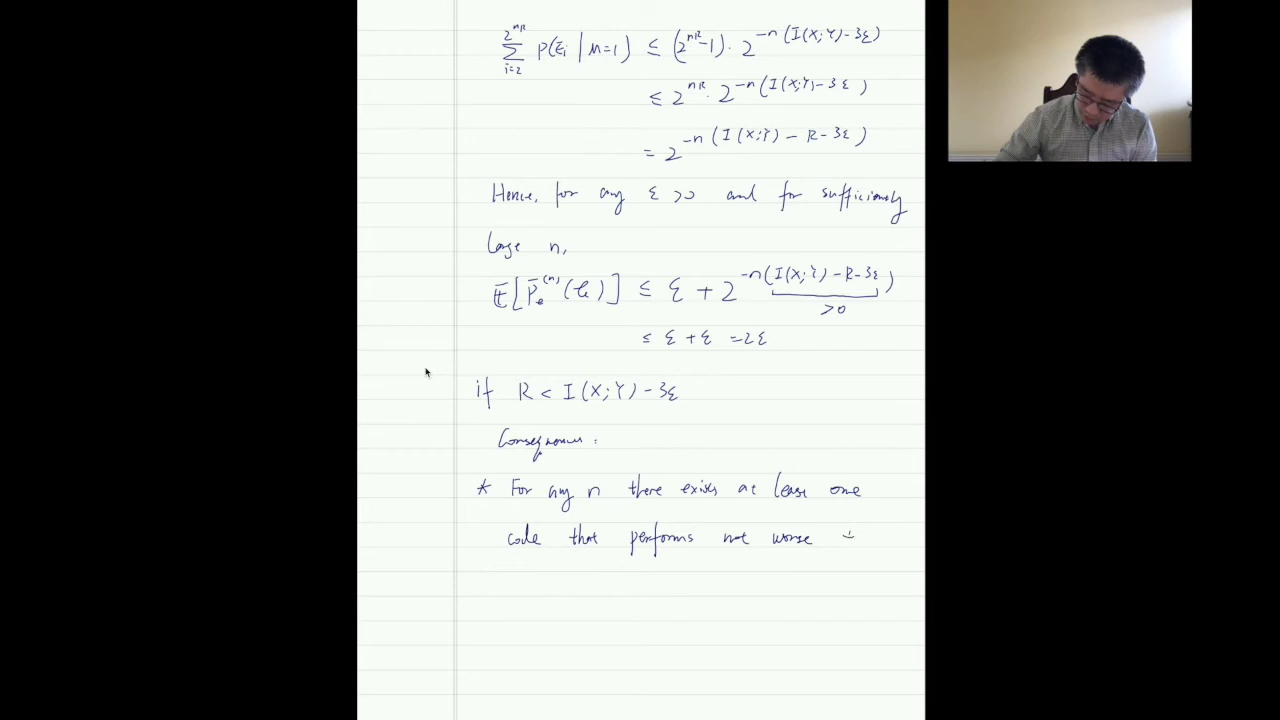 2^{nR} Σ_{i=2} P(E_i | M=1) ≤ (2^{nR}-1) · 2^{-n(I(X;Y)-3ε)}
≤ 2^{nR} · 2^{-n(I(X;Y)-3ε)}
= 2^{-n(I(X;Y)-R-3ε)}
Hence, for any ε >0 and for sufficiently
large n,
E[P̄_e^{(n)}(C)] ≤ ε + 2^{-n(I(X;Y)-R-3ε)}
>0
≤ ε + ε = 2ε
if R < I(X;Y) - 3ε
Consequences:
* For any n there exists at lease one
code that performs not worse